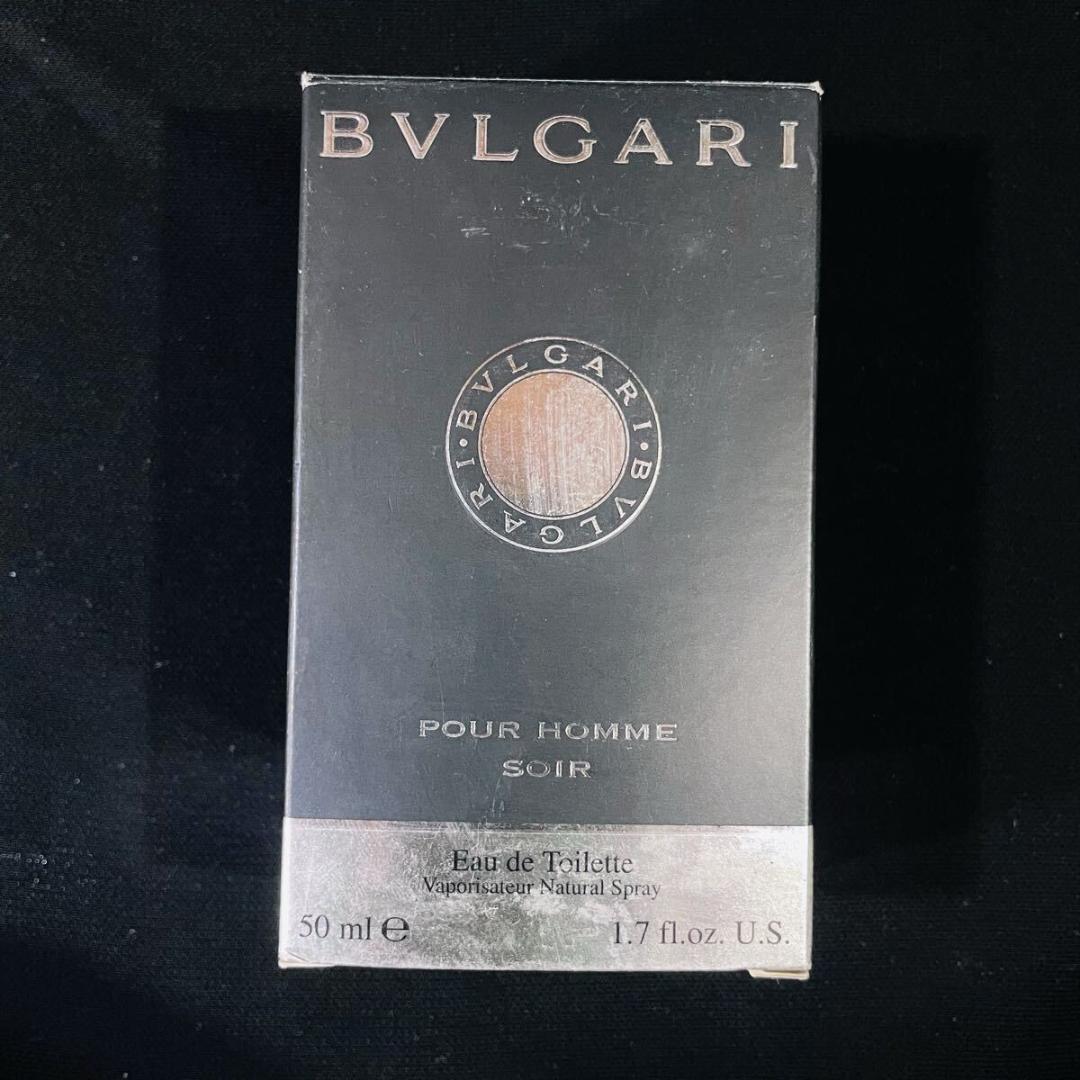 BVLGARI
BVLGARI • BVLGARI •
POUR HOMME
SOIR
Eau de Toilette
Vaporisateur Natural Spray
50 ml ℮
1.7 fl.oz. U.S.